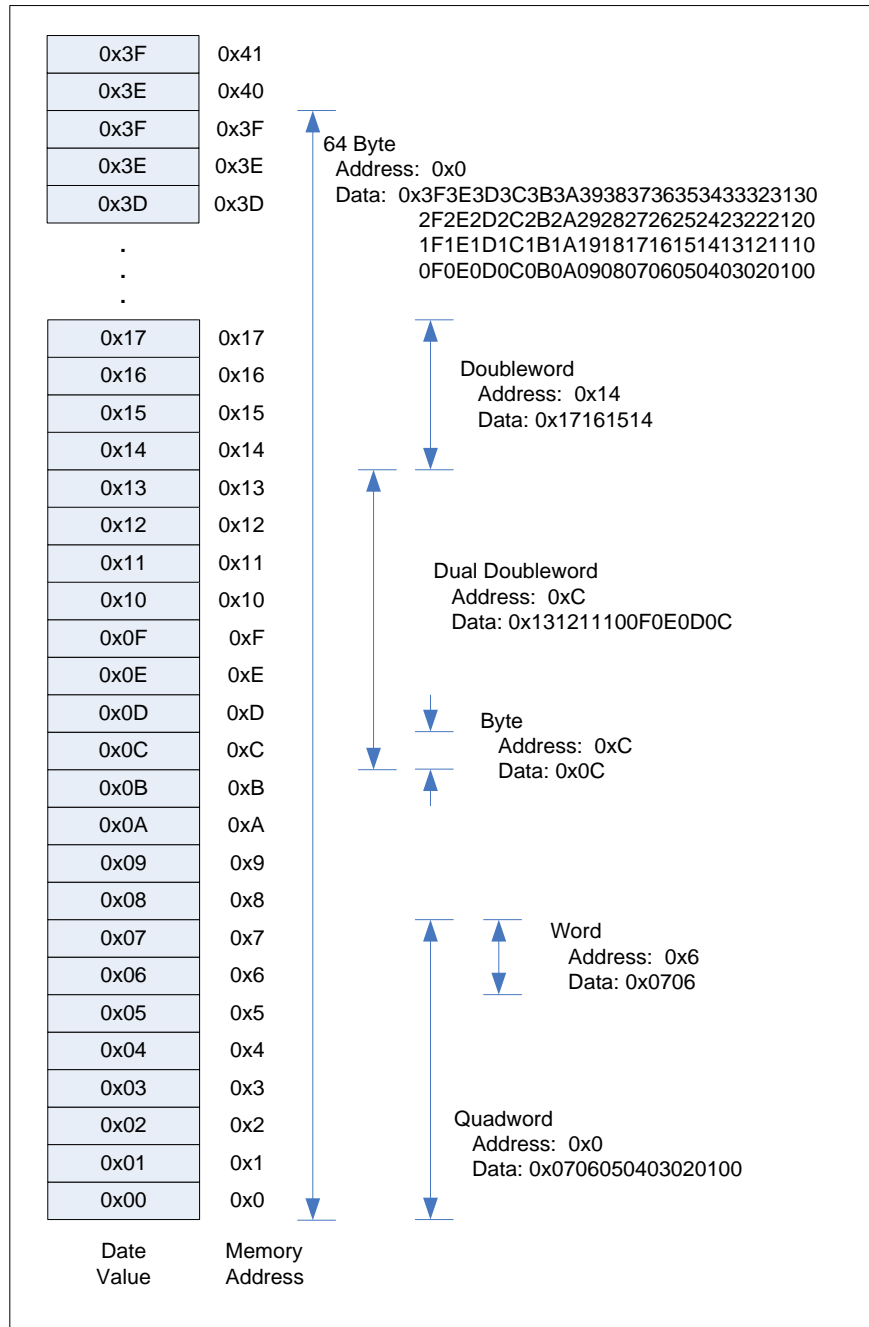 0x3F 0x41
0x3E 0x40
0x3F 0x3F
0x3E 0x3E
0x3D 0x3D
.
.
.
0x17 0x17
0x16 0x16
0x15 0x15
0x14 0x14
0x13 0x13
0x12 0x12
0x11 0x11
0x10 0x10
0x0F 0xF
0x0E 0xE
0x0D 0xD
0x0C 0xC
0x0B 0xB
0x0A 0xA
0x09 0x9
0x08 0x8
0x07 0x7
0x06 0x6
0x05 0x5
0x04 0x4
0x03 0x3
0x02 0x2
0x01 0x1
0x00 0x0
Date Value
Memory Address
64 Byte
Address: 0x0
Data: 0x3F3E3D3C3B3A39383736353433323130
2F2E2D2C2B2A29282726252423222120
1F1E1D1C1B1A19181716151413121110
0F0E0D0C0B0A09080706050403020100
Doubleword
Address: 0x14
Data: 0x17161514
Dual Doubleword
Address: 0xC
Data: 0x131211100F0E0D0C
Byte
Address: 0xC
Data: 0x0C
Word
Address: 0x6
Data: 0x0706
Quadword
Address: 0x0
Data: 0x0706050403020100